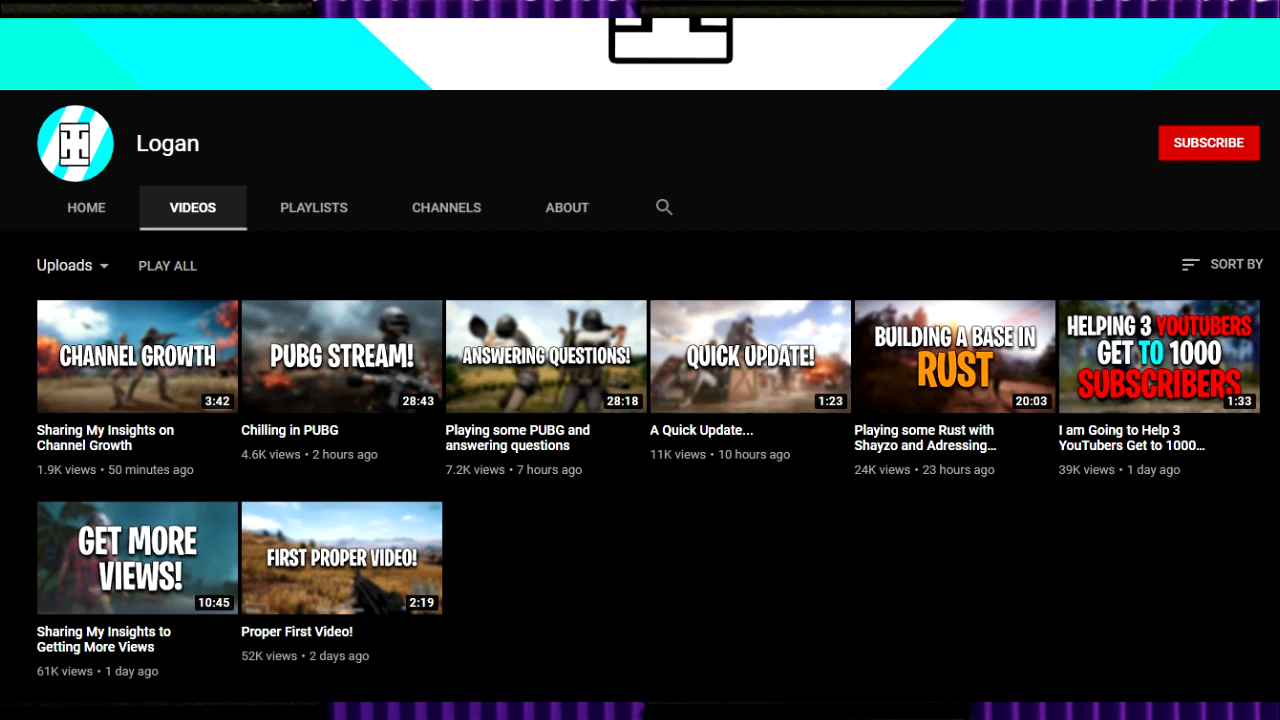 Logan
SUBSCRIBE
HOME
VIDEOS
PLAYLISTS
CHANNELS
ABOUT
Uploads
PLAY ALL
SORT BY
CHANNEL GROWTH
3:42
Sharing My Insights on
Channel Growth
1.9K views • 50 minutes ago
PUBG STREAM!
28:43
Chilling in PUBG
4.6K views • 2 hours ago
ANSWERING QUESTIONS!
28:18
Playing some PUBG and
answering questions
7.2K views • 7 hours ago
QUICK UPDATE!
1:23
A Quick Update...
11K views • 10 hours ago
BUILDING A BASE IN
RUST
20:03
Playing some Rust with
Shayzo and Adressing...
24K views • 23 hours ago
HELPING 3 YOUTUBERS
GET TO 1000
SUBSCRIBERS
1:33
I am Going to Help 3
YouTubers Get to 1000...
39K views • 1 day ago
GET MORE
VIEWS!
10:45
Sharing My Insights to
Getting More Views
61K views • 1 day ago
FIRST PROPER VIDEO!
2:19
Proper First Video!
52K views • 2 days ago